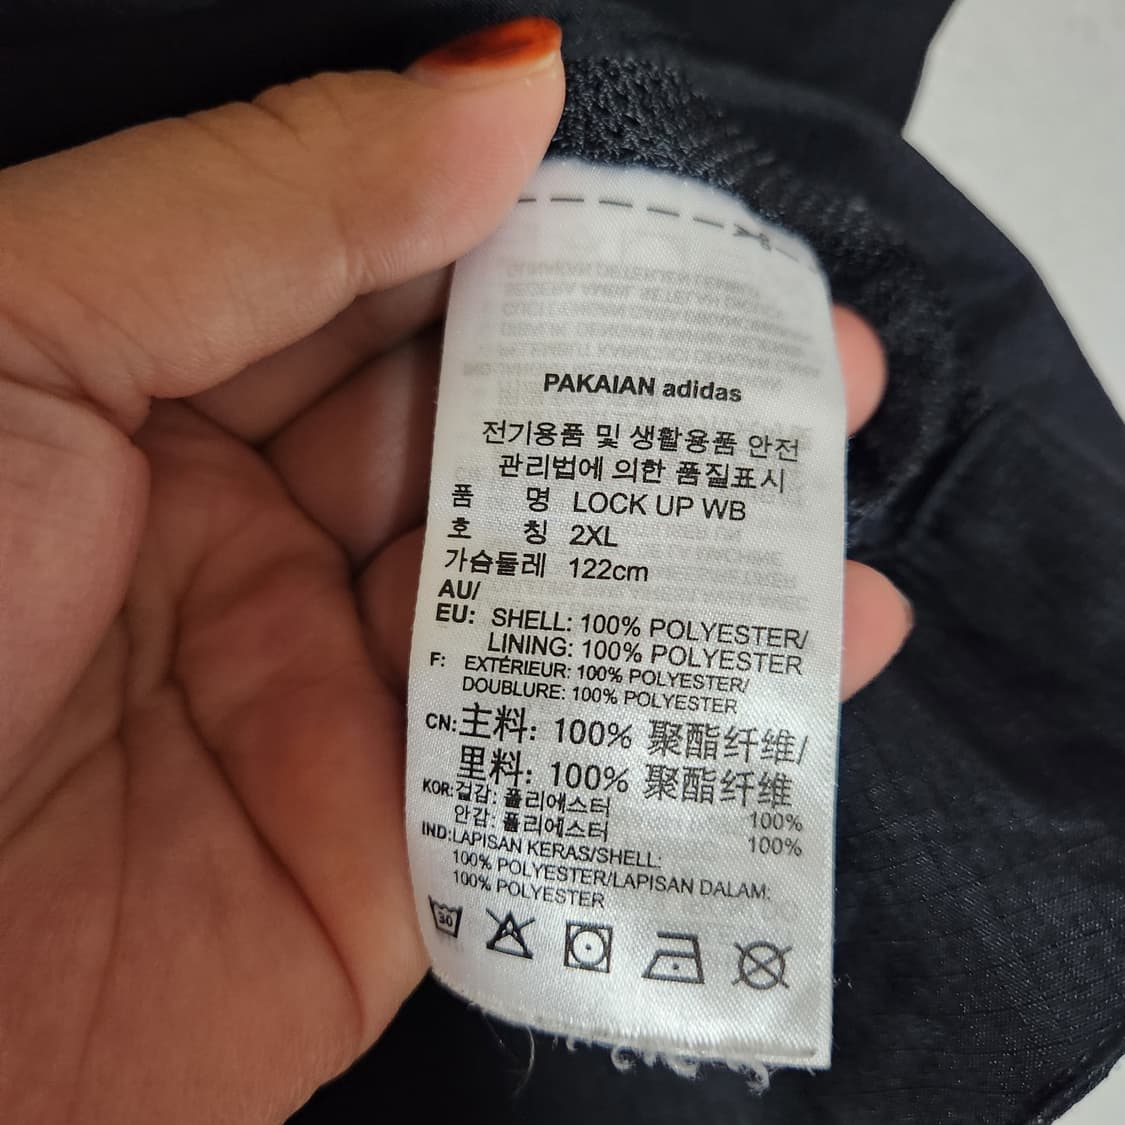 PAKAIAN adidas
전기용품 및 생활용품 안전
관리법에 의한 품질표시
품 명 LOCK UP WB
호 칭 2XL
가슴둘레 122cm
AU/
EU: SHELL: 100% POLYESTER/
LINING: 100% POLYESTER
F: EXTÉRIEUR: 100% POLYESTER/
DOUBLURE: 100% POLYESTER
CN: 主料: 100% 聚酯纤维/
里料: 100% 聚酯纤维
KOR: 겉감: 폴리에스터 100%
안감: 폴리에스터 100%
IND: LAPISAN KERAS/SHELL:
100% POLYESTER/LAPISAN DALAM:
100% POLYESTER
30